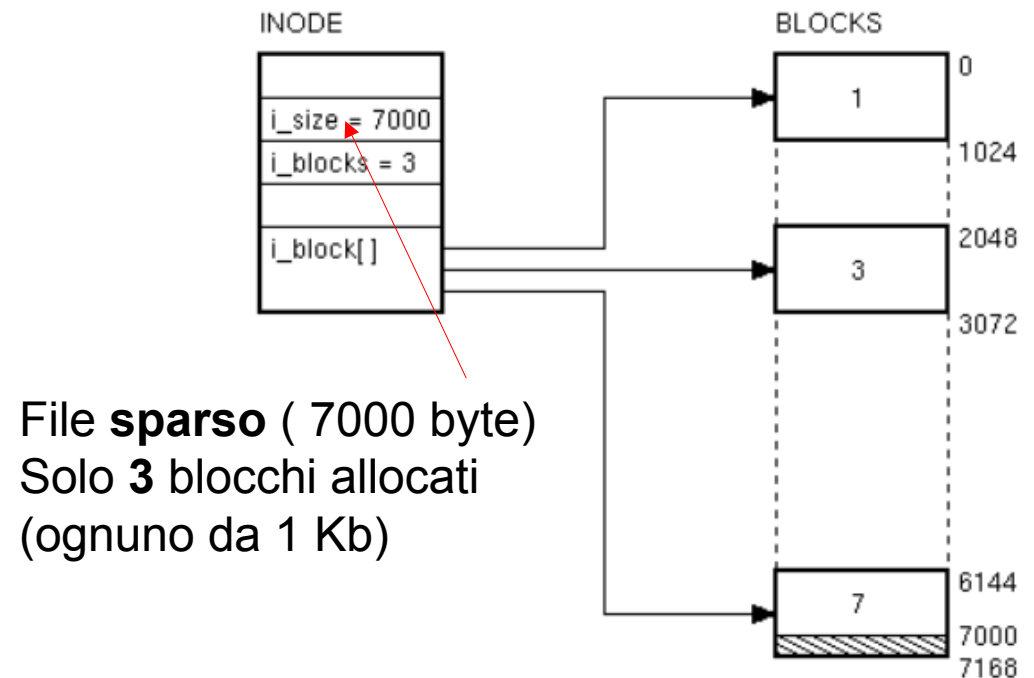 INODE
i_size = 7000
i_blocks = 3
i_block[]
BLOCKS
1
0
1024
3
2048
3072
7
6144
7000
7168
File sparso ( 7000 byte)
Solo 3 blocchi allocati
(ognuno da 1 Kb)